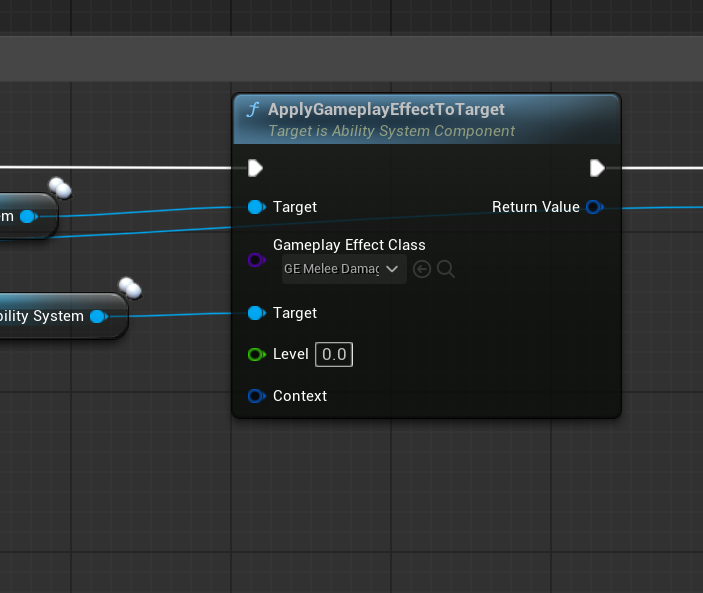 ƒ ApplyGameplayEffectToTarget
Target is Ability System Component
em
Target
Return Value
Gameplay Effect Class
GE Melee Damag
bility System
Target
Level 0.0
Context